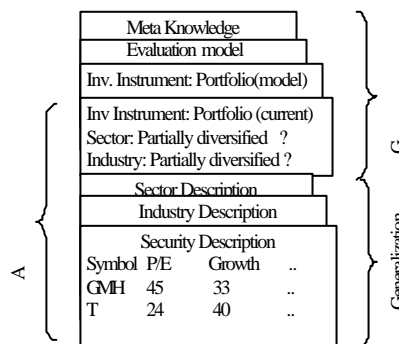 Meta Knowledge
Evaluation model
Inv. Instrument: Portfolio(model)
Inv Instrument: Portfolio (current)
Sector: Partially diversified ?
Industry: Partially diversified ?
Sector Description
Industry Description
Security Description
Symbol P/E Growth ..
GMH 45 33 ..
T 24 40 ..
A
G
Generalization